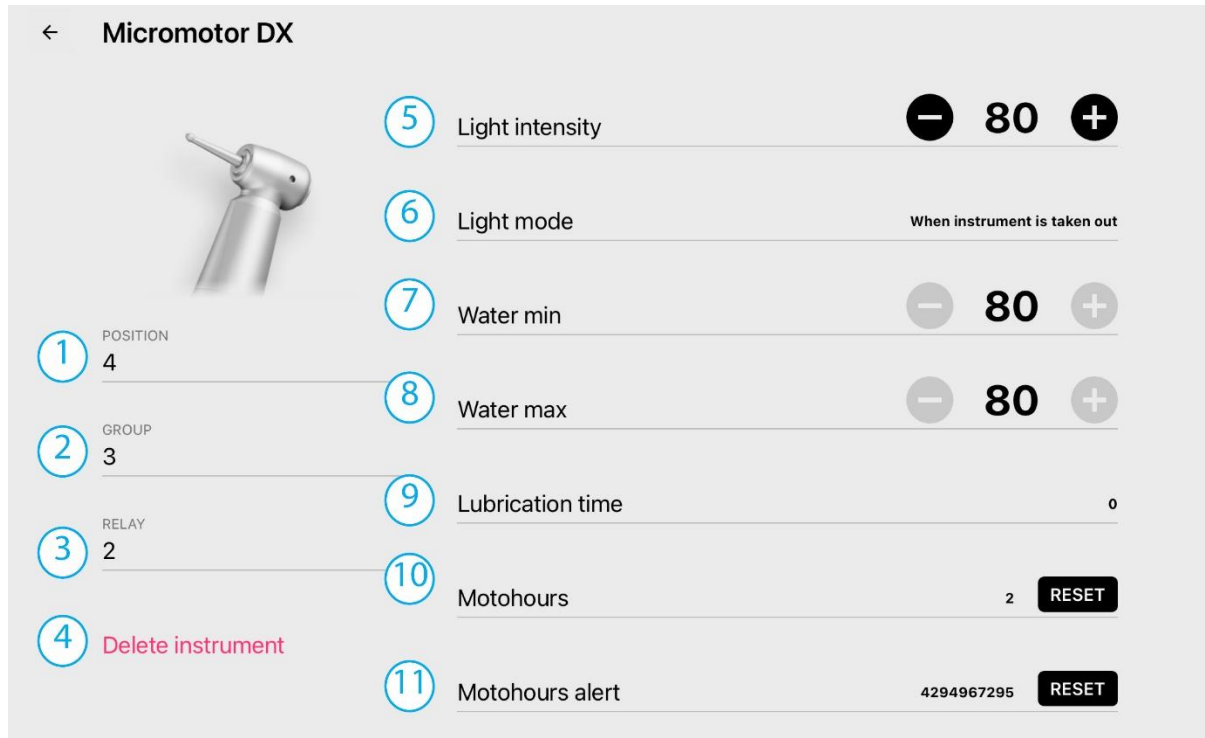 ← Micromotor DX
1 POSITION
4
2 GROUP
3
3 RELAY
2
4 Delete instrument
5 Light intensity − 80 +
6 Light mode When instrument is taken out
7 Water min − 80 +
8 Water max − 80 +
9 Lubrication time 0
10 Motohours 2 RESET
11 Motohours alert 4294967295 RESET